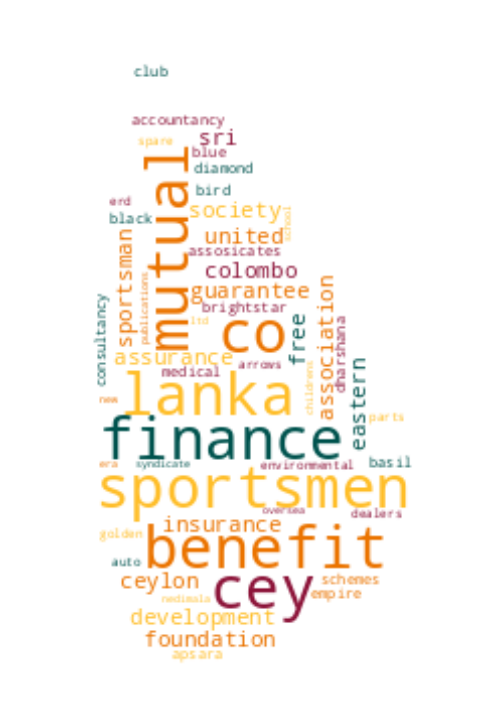 club
accountancy
spare
sri
mutual
blue
diamond
bird
erd
society
school
black
united
sportsman
assosicates
colombo
publications
guarantee
brightstar
consultancy
ltd
co
free
association
dharshana
assurance
arrows
medical
childrens
eastern
lanka
new
parts
finance
era
syndicate
environmental
basil
sportsmen
oversea
dealers
insurance
golden
benefit
auto
ceylon
cey
schemes
empire
nedimala
development
foundation
apsara